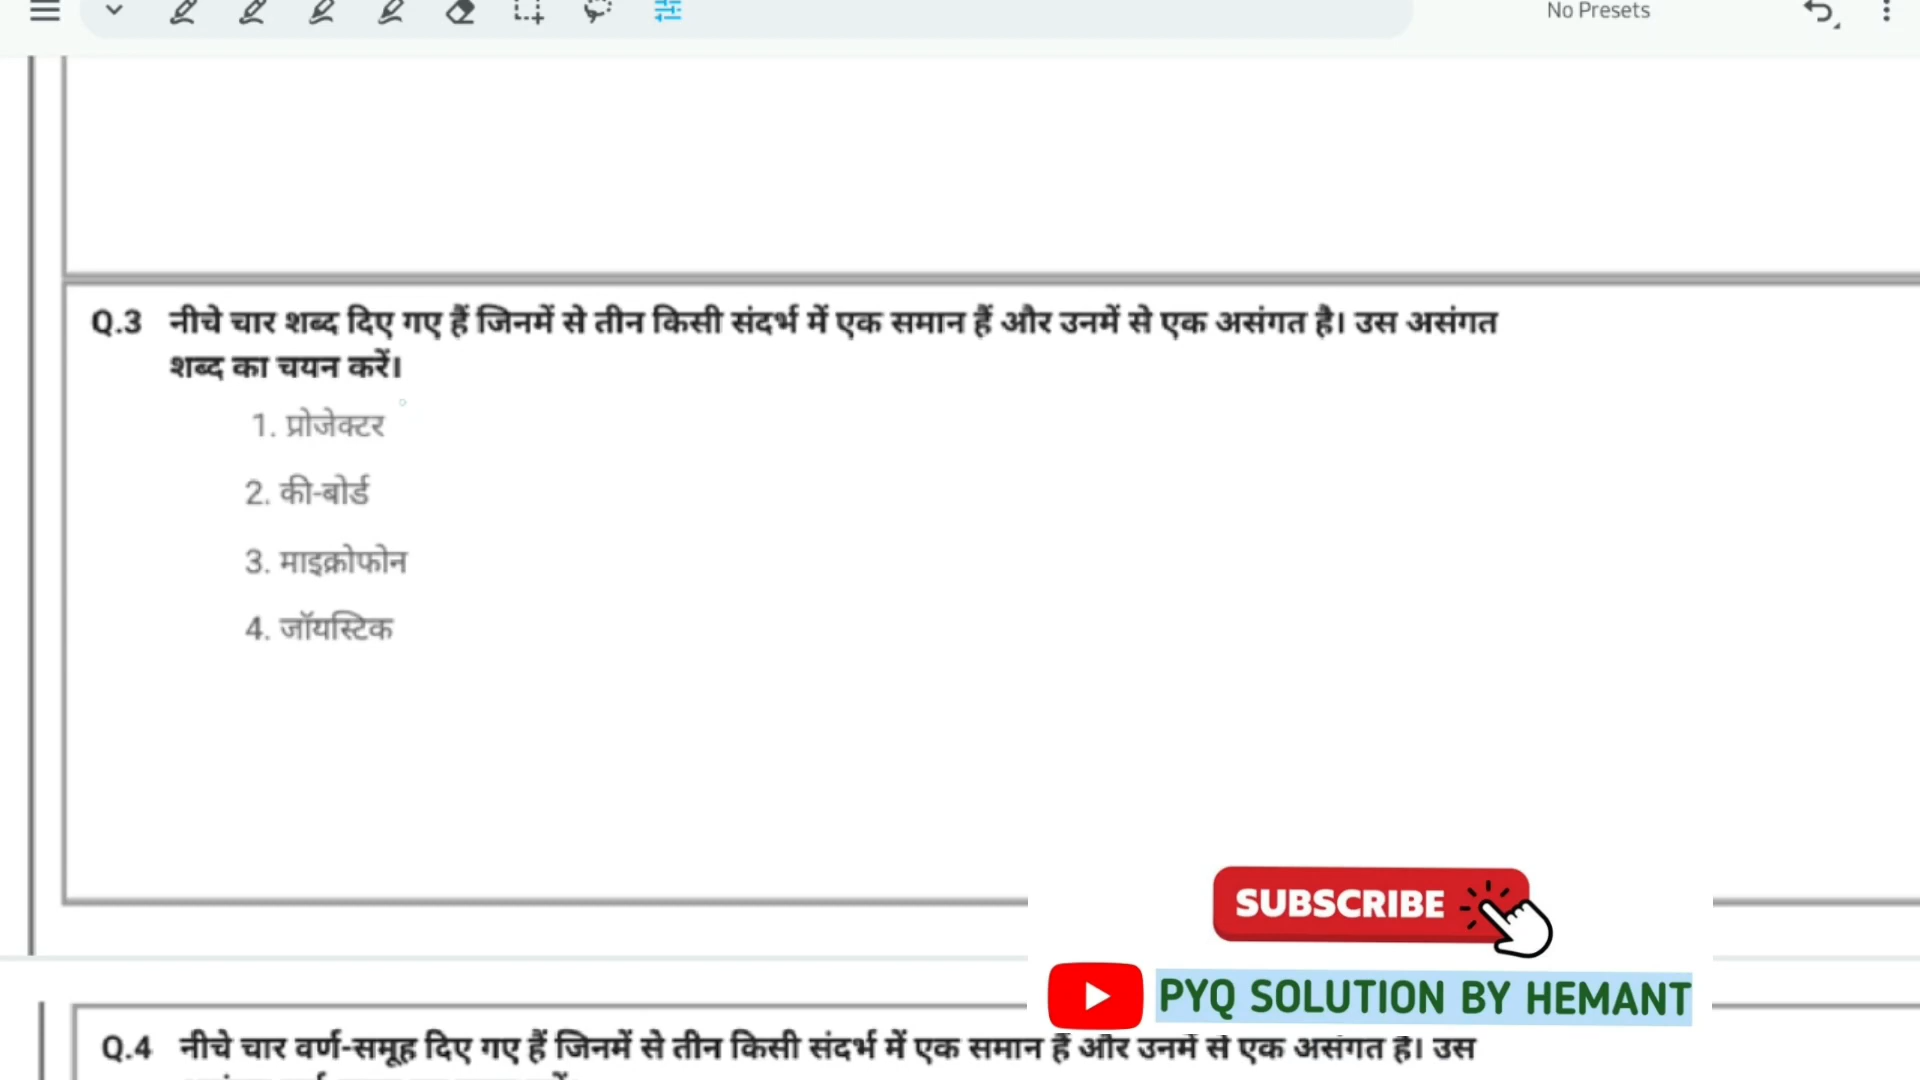 No Presets
Q.3 नीचे चार शब्द दिए गए हैं जिनमें से तीन किसी संदर्भ में एक समान हैं और उनमें से एक असंगत है। उस असंगत
शब्द का चयन करें।
1. प्रोजेक्टर
2. की-बोर्ड
3. माइक्रोफोन
4. जॉयस्टिक
SUBSCRIBE
PYQ SOLUTION BY HEMANT
Q.4 नीचे चार वर्ण-समूह दिए गए हैं जिनमें से तीन किसी संदर्भ में एक समान हैं और उनमें से एक असंगत है। उस